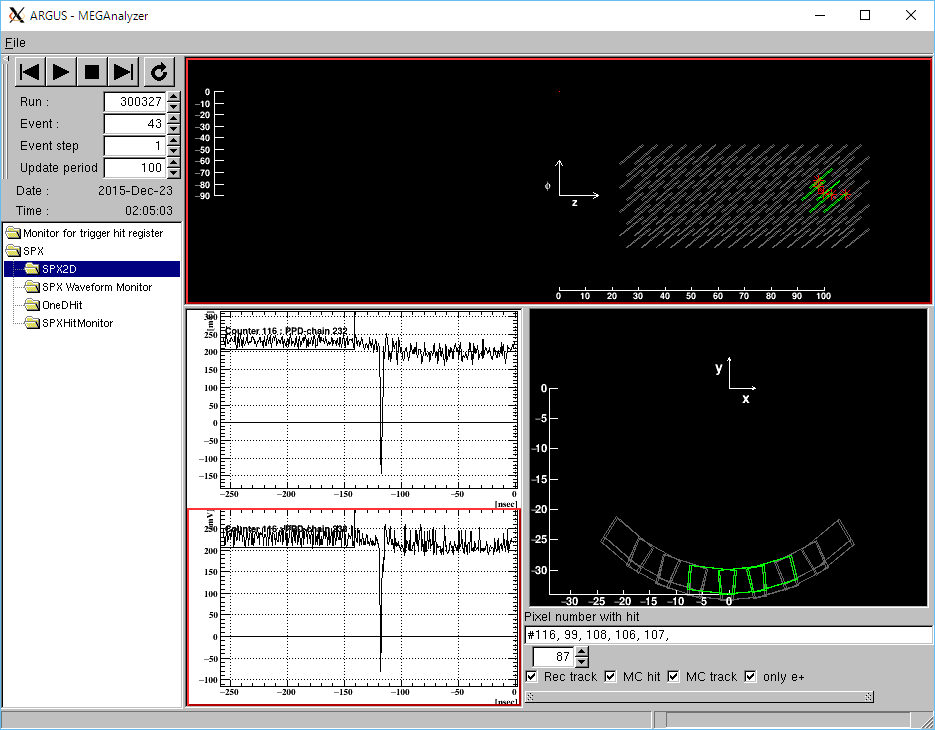 ARGUS - MEGAnalyzer
File
Run : 300327
Event : 43
Event step 1
Update period 100
Date : 2015-Dec-23
Time : 02:05:03
Monitor for trigger hit register
SPX
SPX2D
SPX Waveform Monitor
OneDHit
SPXHitMonitor
0
-10
-20
-30
-40
-50
-60
-70
-80
-90
ϕ
z
0 10 20 30 40 50 60 70 80 90 100
[mV]
Counter 116 : PPD-chain 232
300
250
200
150
100
50
0
-50
-100
-150
-250 -200 -150 -100 -50 0
[nsec]
[mV]
250
200
150
100
50
0
-50
-100
-250 -200 -150 -100 -50 0
[nsec]
y
x
0
-5
-10
-15
-20
-25
-30
-30 -25 -20 -15 -10 -5 0
Pixel number with hit
#116, 99, 108, 106, 107,
87
Rec track MC hit MC track only e+